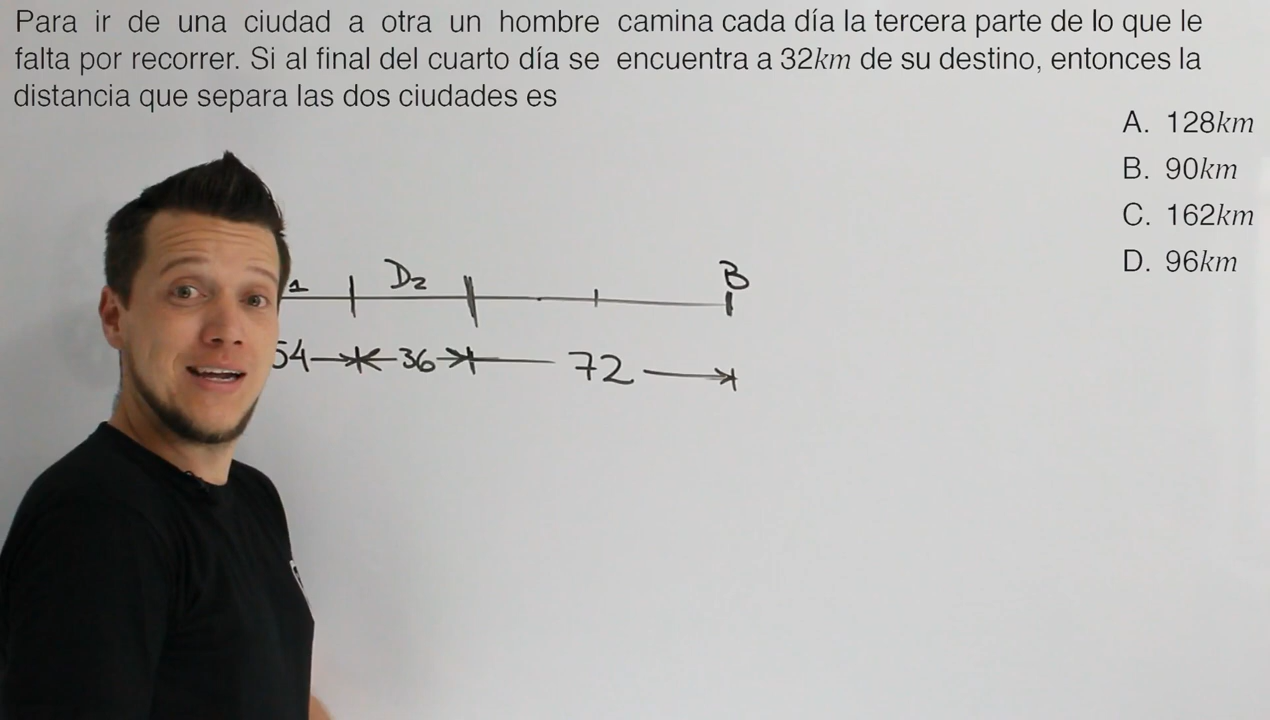 Para ir de una ciudad a otra un hombre camina cada día la tercera parte de lo que le
falta por recorrer. Si al final del cuarto día se encuentra a 32km de su destino, entonces la
distancia que separa las dos ciudades es
A. 128km
B. 90km
C. 162km
D. 96km
1 D2 B
54 36 72